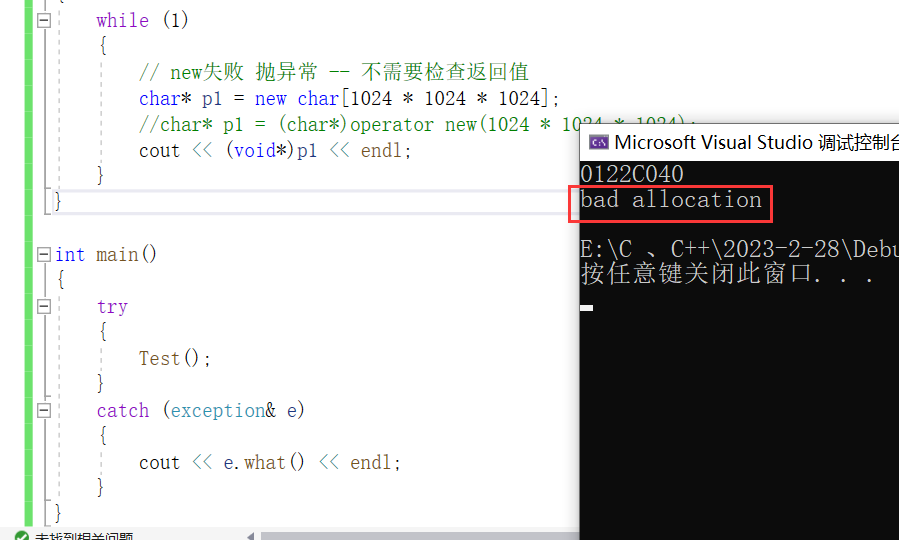 while (1)
{
// new失败 抛异常 -- 不需要检查返回值
char* p1 = new char[1024 * 1024 * 1024];
//char* p1 = (char*)operator new(1024 * 1024 * 1024);
cout << (void*)p1 << endl;
}
}
int main()
{
try
{
Test();
}
catch (exception& e)
{
cout << e.what() << endl;
}
}
Microsoft Visual Studio 调试控制台
0122C040
bad allocation
E:\C 、C++\2023-2-28\Debu
按任意键关闭此窗口. . .
未找到相关问题